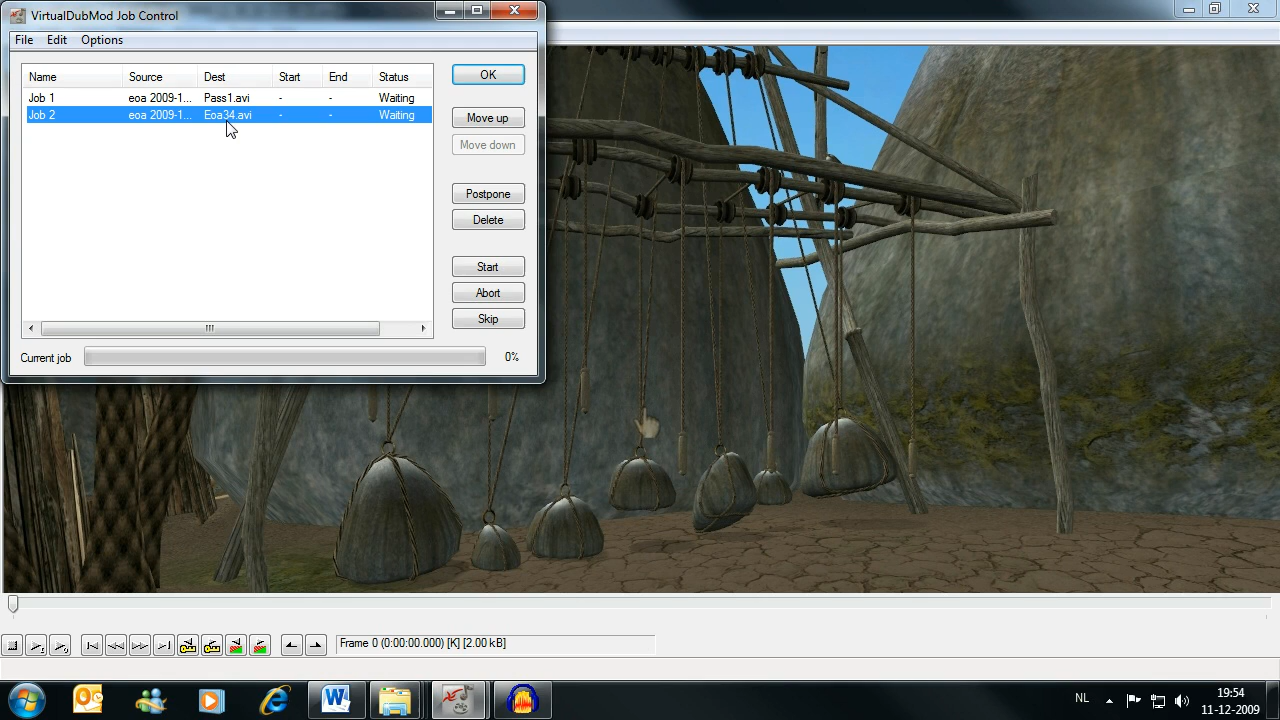 VirtualDubMod Job Control
File Edit Options
Name Source Dest Start End Status
Job 1 eoa 2009-1... Pass1.avi - - Waiting
Job 2 eoa 2009-1... Eoa34.avi - - Waiting
OK
Move up
Move down
Postpone
Delete
Start
Abort
Skip
Current job 0%
Frame 0 (0:00:00.000) [K] [2.00 kB]
NL
19:54
11-12-2009